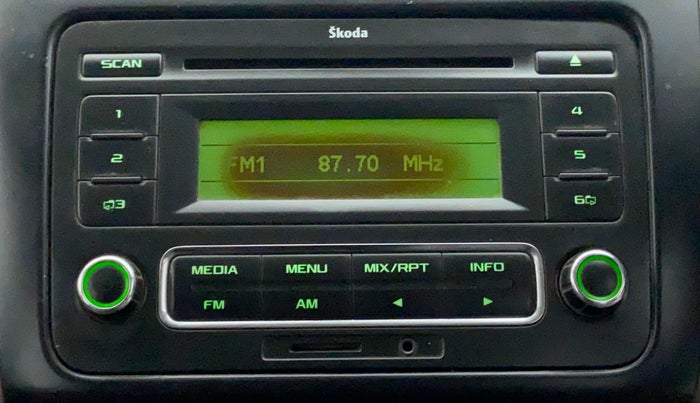 Škoda
SCAN
1
2
3
FM1 87.70 MHz
4
5
6
MEDIA MENU MIX/RPT INFO
FM AM